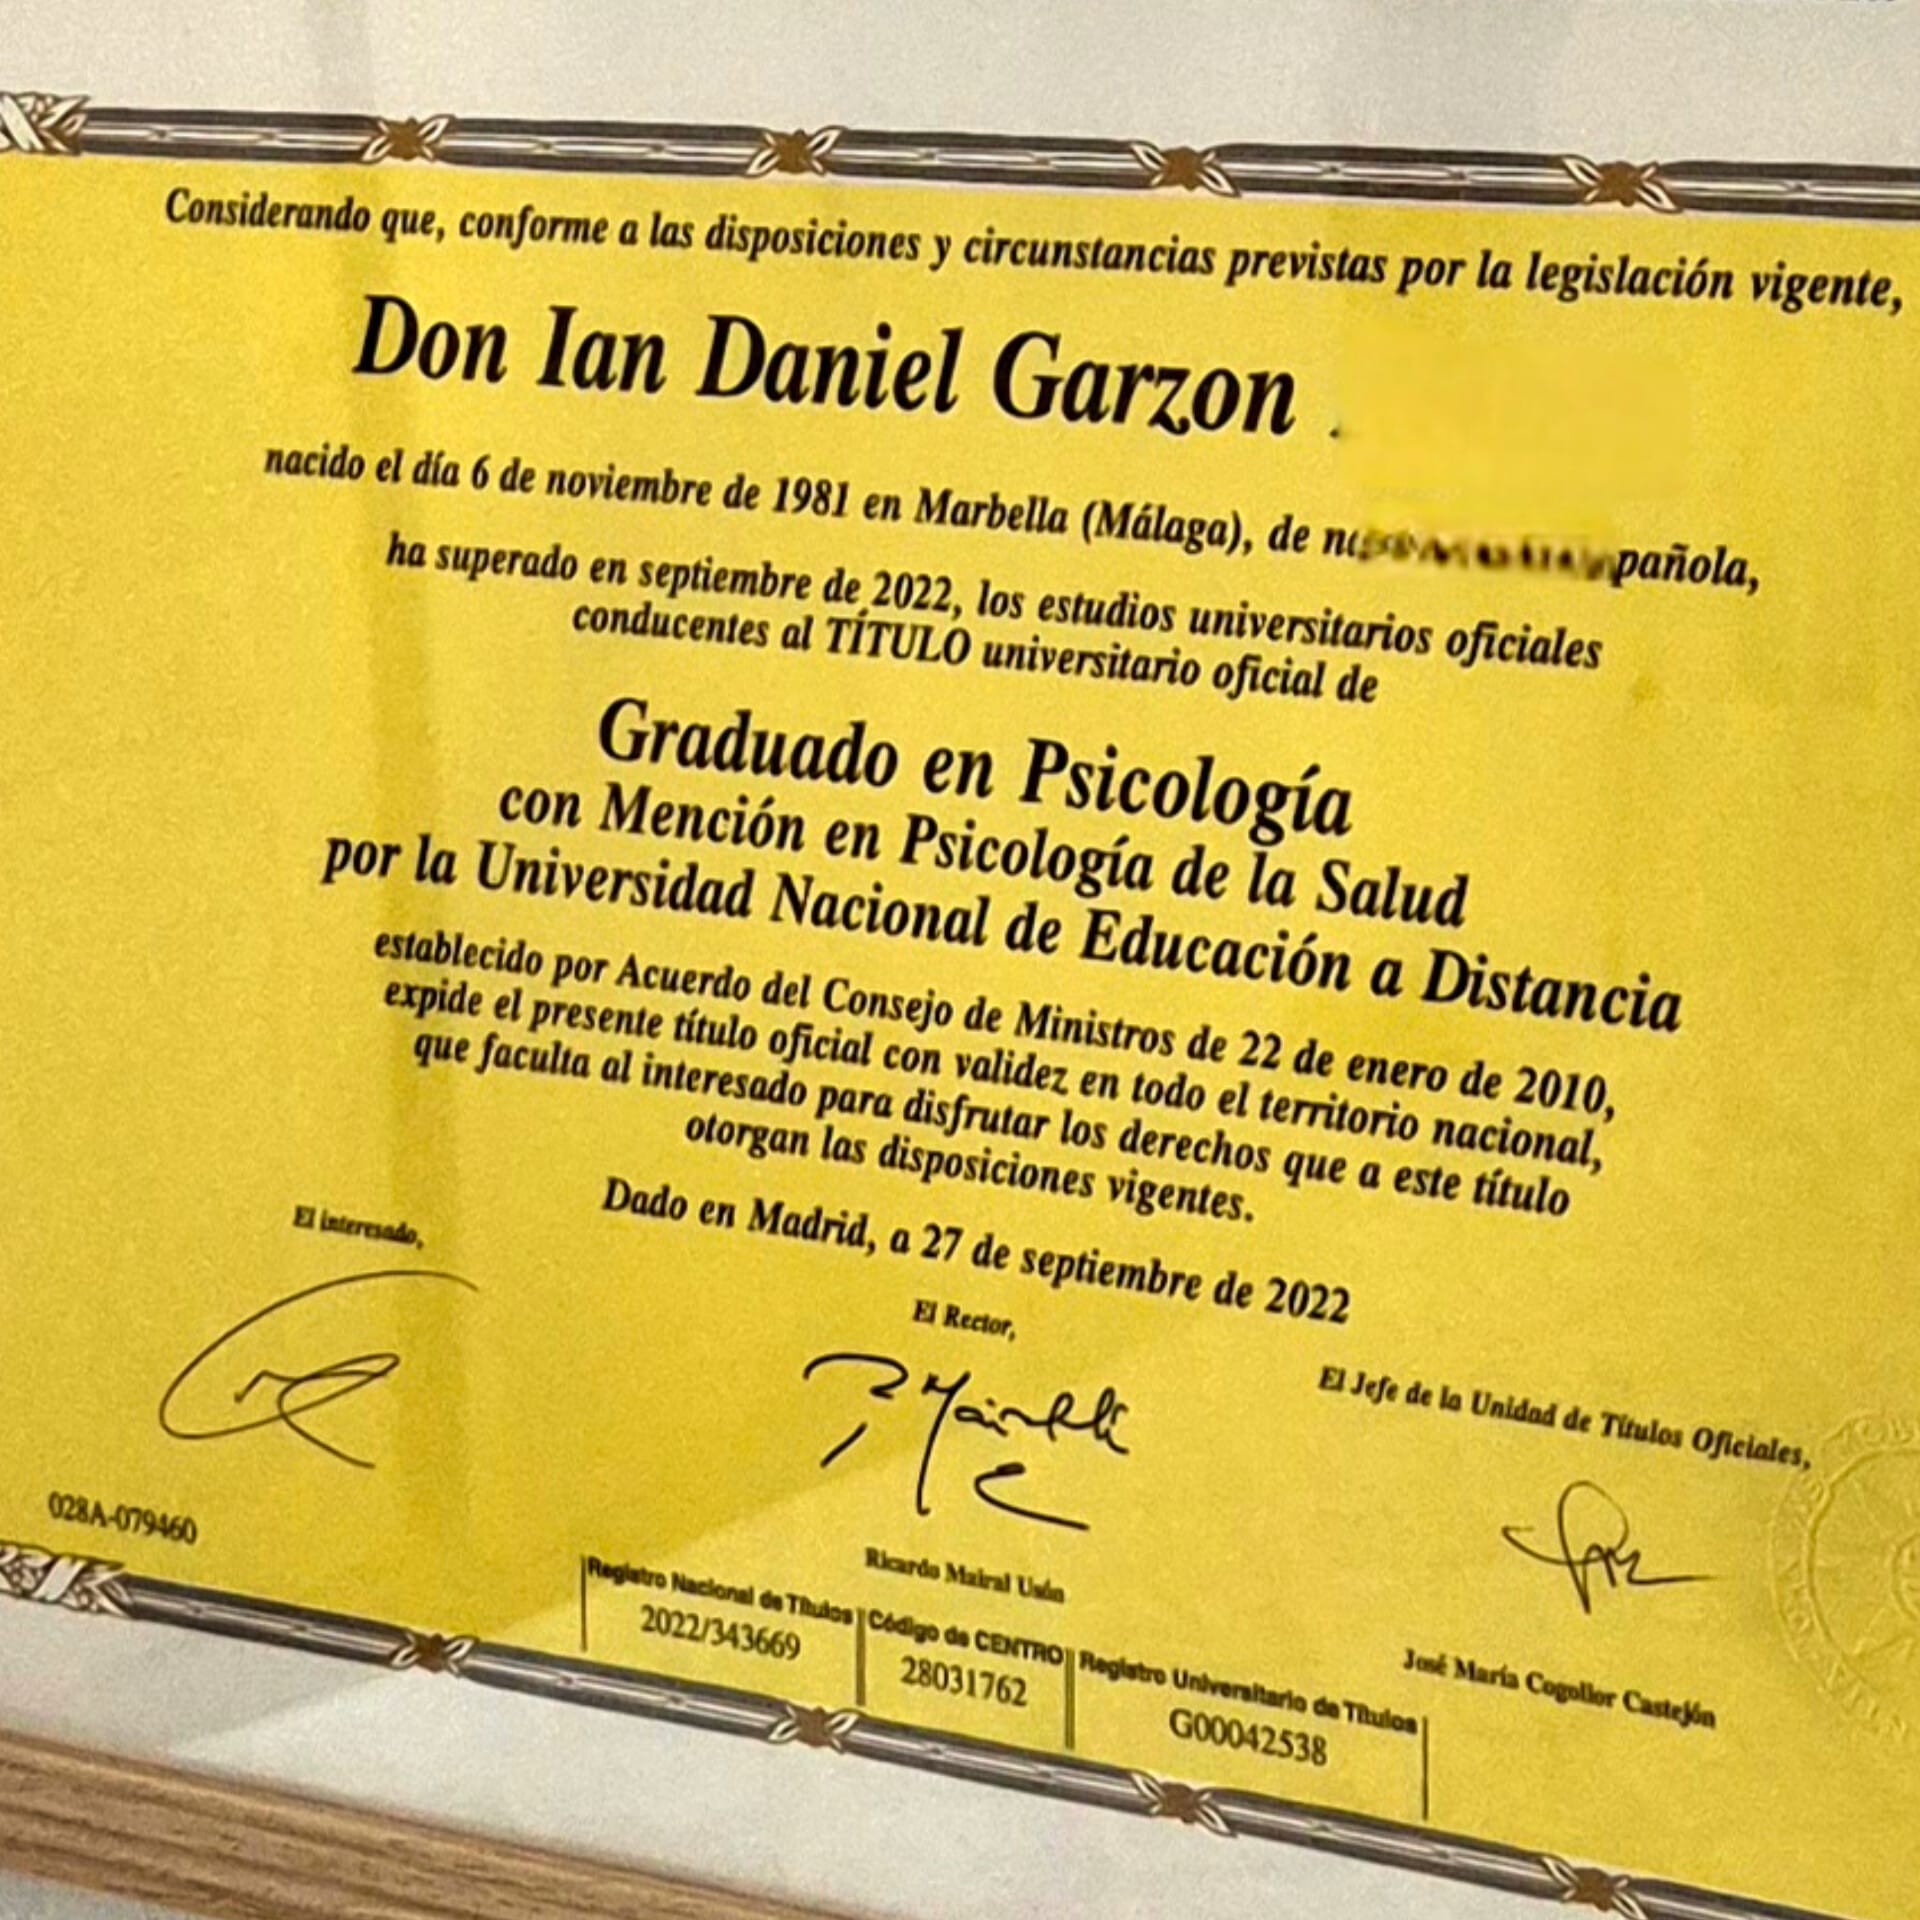 Considerando que, conforme a las disposiciones y circunstancias previstas por la legislación vigente,
Don Ian Daniel Garzon
nacido el día 6 de noviembre de 1981 en Marbella (Málaga), de pañola,
ha superado en septiembre de 2022, los estudios universitarios oficiales
conducentes al TÍTULO universitario oficial de
Graduado en Psicología
con Mención en Psicología de la Salud
por la Universidad Nacional de Educación a Distancia
establecido por Acuerdo del Consejo de Ministros de 22 de enero de 2010,
expide el presente título oficial con validez en todo el territorio nacional,
que faculta al interesado para disfrutar los derechos que a este título
otorgan las disposiciones vigentes.
Dado en Madrid, a 27 de septiembre de 2022
El interesado,
El Rector,
El Jefe de la Unidad de Títulos Oficiales,
028A-079460
Ricardo Mairal Usón
José María Cogollor Castejón
Registro Nacional de Títulos
2022/343669
Código de CENTRO
28031762
Registro Universitario de Títulos
G00042538